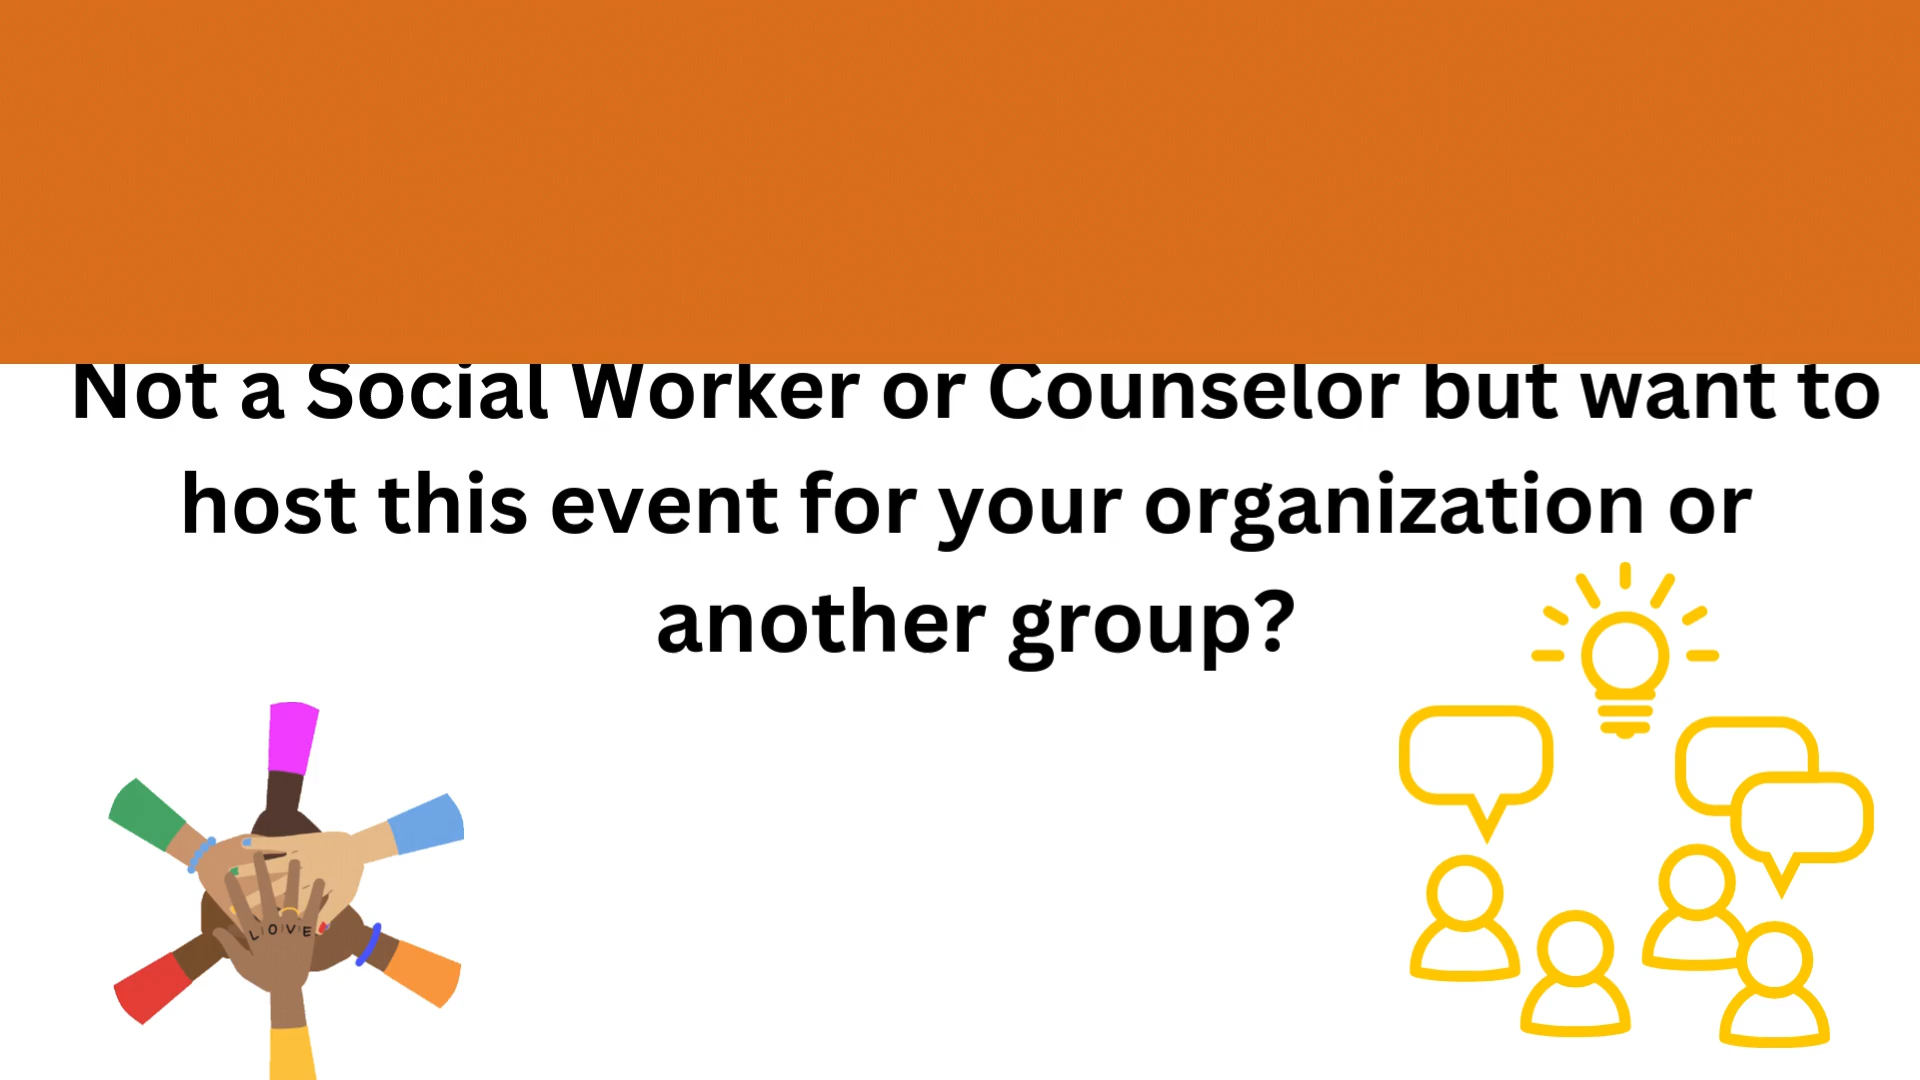 Not a Social Worker or Counselor but want to
host this event for your organization or
another group?
LOVE